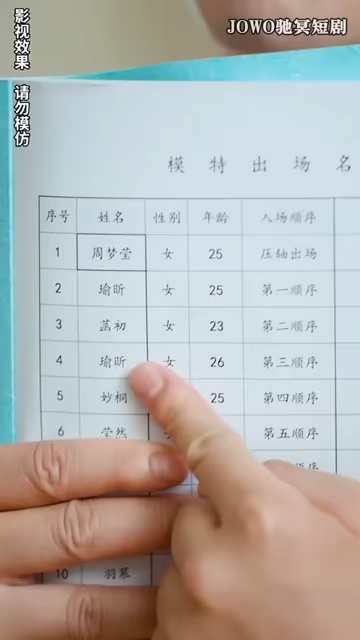 影视效果 请勿模仿
JOWO驰冥短剧
模特出场名
序号 姓名 性别 年龄 入场顺序
1 周梦莹 女 25 压轴出场
2 瑜昕 女 25 第一顺序
3 菡初 女 23 第二顺序
4 瑜昕 女 26 第三顺序
5 妙桐 25 第四顺序
6 莹然 第五顺序
顺序
10 羽慕